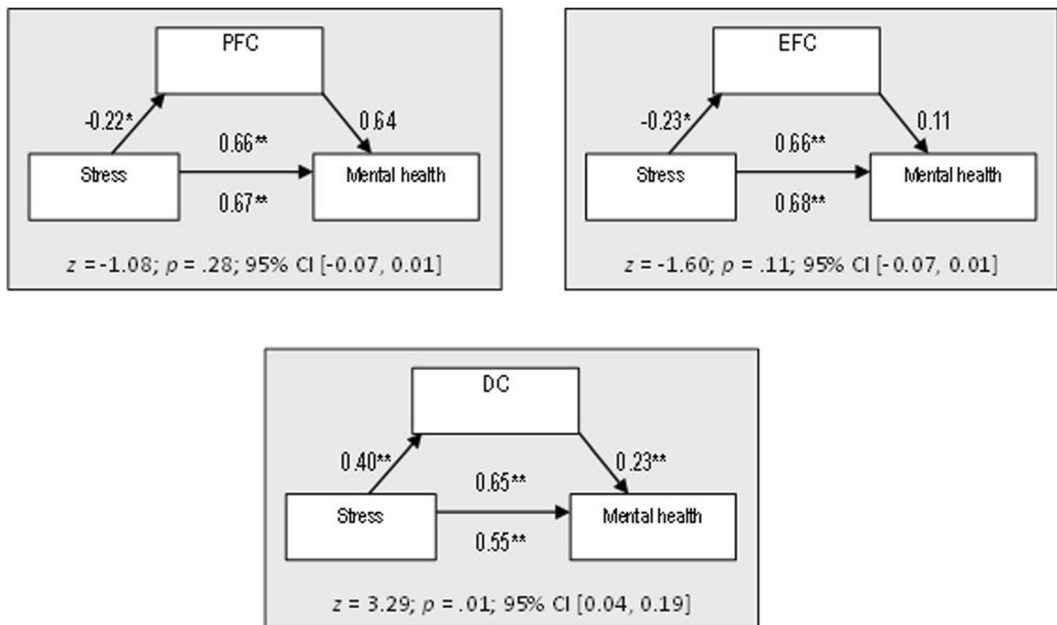 PFC
-0.22*
0.64
0.66**
Stress
Mental health
0.67**
z = -1.08; p = .28; 95% CI [-0.07, 0.01]
EFC
-0.23*
0.11
0.66**
Stress
Mental health
0.68**
z = -1.60; p = .11; 95% CI [-0.07, 0.01]
DC
0.40**
0.23**
0.65**
Stress
Mental health
0.55**
z = 3.29; p = .01; 95% CI [0.04, 0.19]